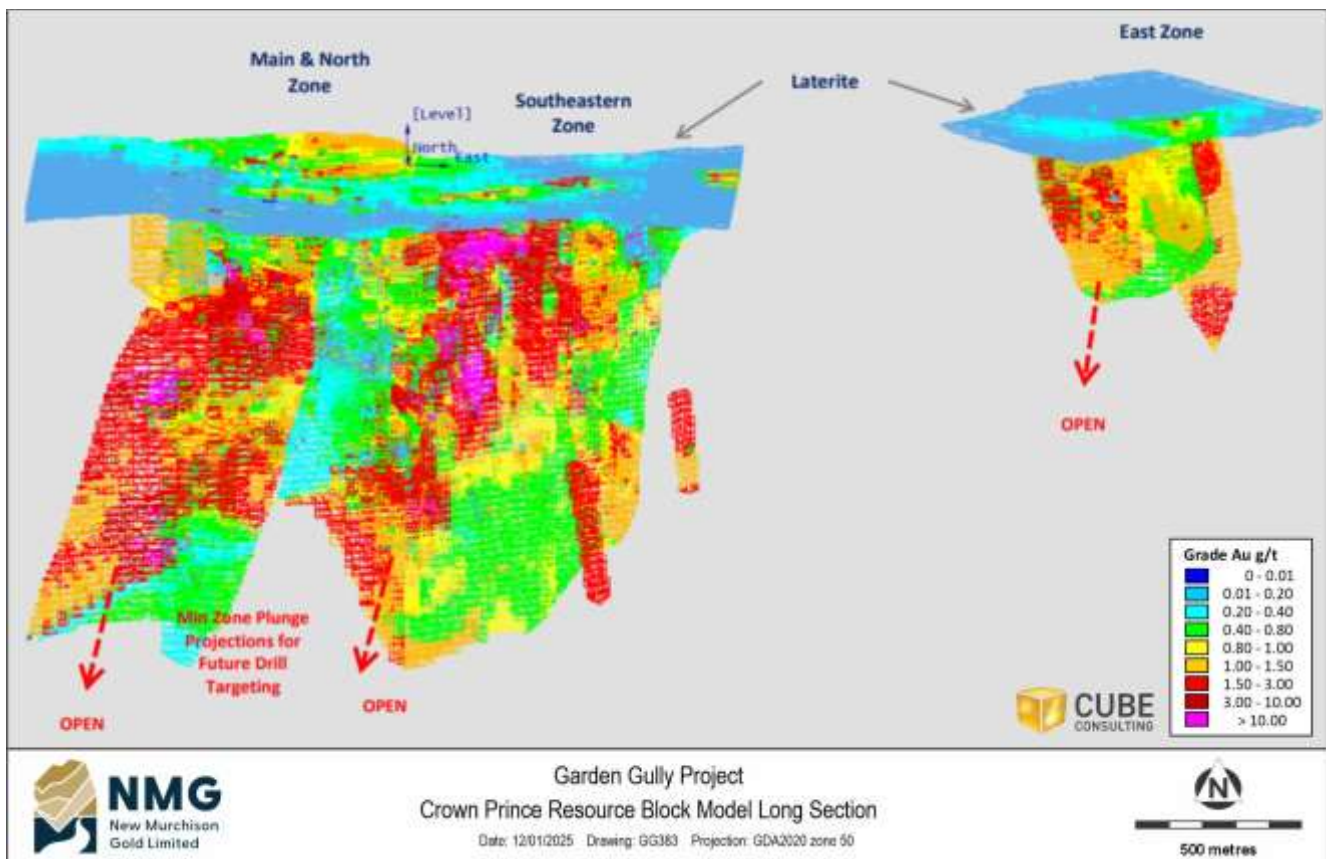 East Zone
Main & North
Zone
Laterite
Southeastern
Zone
[Level]
North
East
OPEN
Min Zone Plunge
Projections for
Future Drill
Targeting
OPEN
OPEN
Grade Au g/t
0 - 0.01
0.01 - 0.20
0.20 - 0.40
0.40 - 0.80
0.80 - 1.00
1.00 - 1.50
1.50 - 3.00
3.00 - 10.00
> 10.00
CUBE
CONSULTING
NMG
New Murchison
Gold Limited
Garden Gully Project
Crown Prince Resource Block Model Long Section
Date: 12/01/2025 Drawing: GG383 Projection: GDA2020 zone 50
N
500 metres